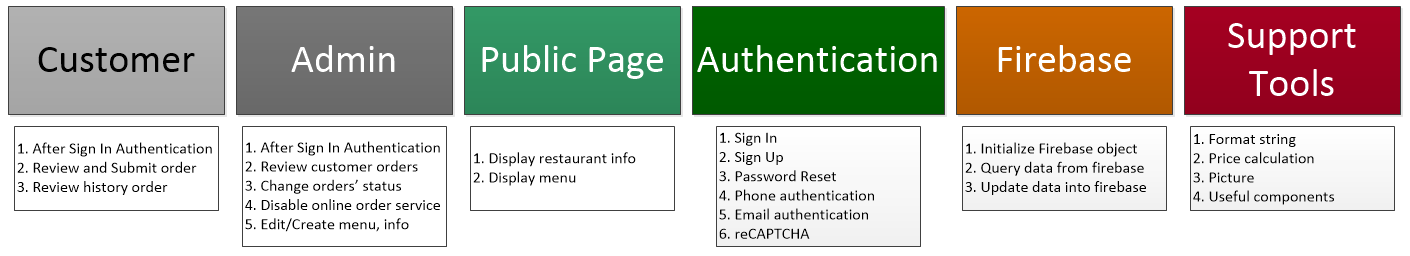 Customer
1. After Sign In Authentication
2. Review and Submit order
3. Review history order
Admin
1. After Sign In Authentication
2. Review customer orders
3. Change orders’ status
4. Disable online order service
5. Edit/Create menu, info
Public Page
1. Display restaurant info
2. Display menu
Authentication
1. Sign In
2. Sign Up
3. Password Reset
4. Phone authentication
5. Email authentication
6. reCAPTCHA
Firebase
1. Initialize Firebase object
2. Query data from firebase
3. Update data into firebase
Support
Tools
1. Format string
2. Price calculation
3. Picture
4. Useful components